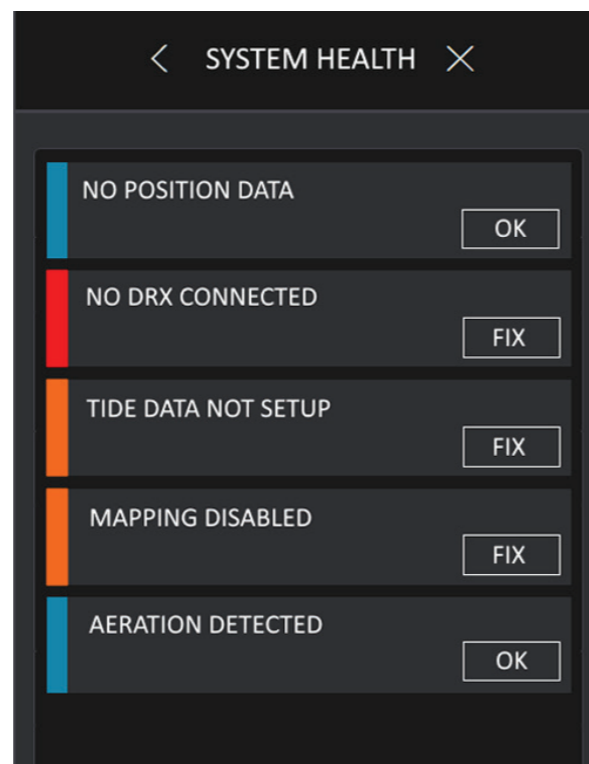 SYSTEM HEALTH
NO POSITION DATA
OK
NO DRX CONNECTED
FIX
TIDE DATA NOT SETUP
FIX
MAPPING DISABLED
FIX
AERATION DETECTED
OK